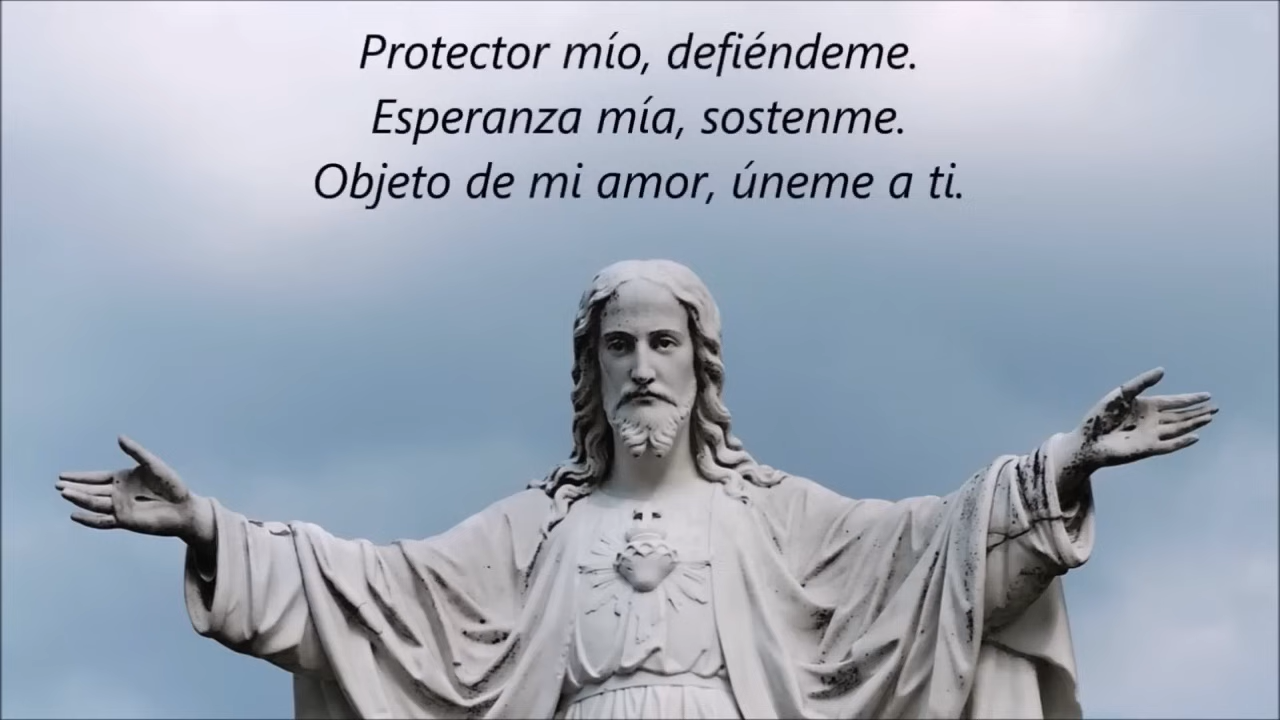 Protector mío, defiéndeme.
Esperanza mía, sostenme.
Objeto de mi amor, úneme a ti.